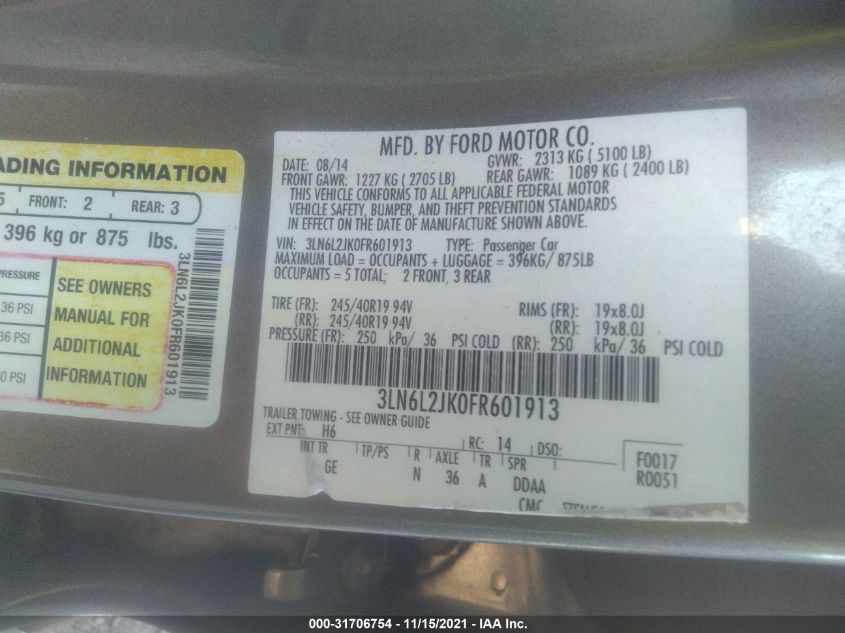 ADING INFORMATION
5 FRONT: 2 REAR: 3
396 kg or 875 lbs.
PRESSURE
36 PSI
36 PSI
0 PSI
SEE OWNERS
MANUAL FOR
ADDITIONAL
INFORMATION
3LN6L2JK0FR601913
MFD. BY FORD MOTOR CO.
DATE: 08/14 GVWR: 2313 KG ( 5100 LB)
FRONT GAWR: 1227 KG ( 2705 LB) REAR GAWR: 1089 KG ( 2400 LB)
THIS VEHICLE CONFORMS TO ALL APPLICABLE FEDERAL MOTOR
VEHICLE SAFETY, BUMPER, AND THEFT PREVENTION STANDARDS
IN EFFECT ON THE DATE OF MANUFACTURE SHOWN ABOVE.
VIN: 3LN6L2JK0FR601913 TYPE: Passenger Car
MAXIMUM LOAD = OCCUPANTS + LUGGAGE = 396KG/ 875LB
OCCUPANTS = 5 TOTAL; 2 FRONT, 3 REAR
TIRE (FR): 245/40R19 94V RIMS (FR): 19x8.0J
(RR): 245/40R19 94V (RR): 19x8.0J
PRESSURE (FR): 250 kPa/ 36 PSI COLD (RR): 250 kPa/ 36 PSI COLD
3LN6L2JK0FR601913
TRAILER TOWING - SEE OWNER GUIDE
EXT PNT: H6 RC: 14 DSO:
INT TR TP/PS R AXLE TR SPR
GE N 36 A DDAA
F0017
R0051
CMC
000-31706754 - 11/15/2021 - IAA Inc.